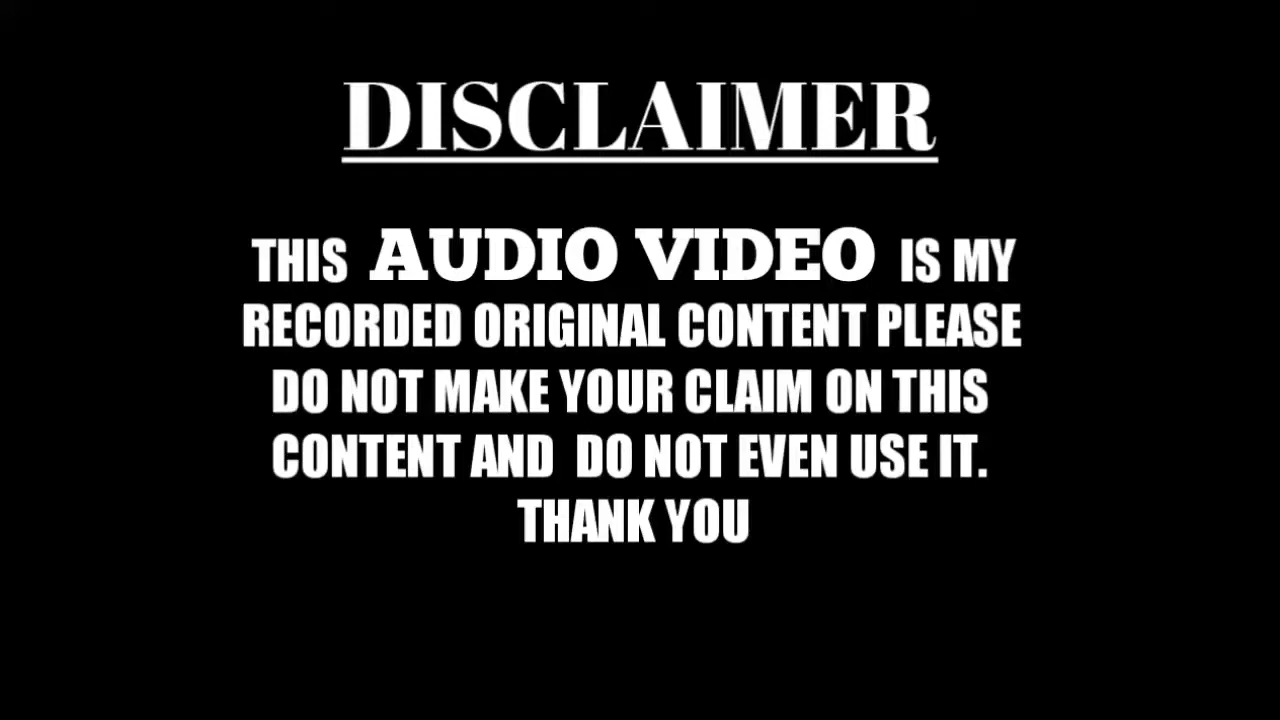 DISCLAIMER
THIS AUDIO VIDEO IS MY
RECORDED ORIGINAL CONTENT PLEASE
DO NOT MAKE YOUR CLAIM ON THIS
CONTENT AND DO NOT EVEN USE IT.
THANK YOU